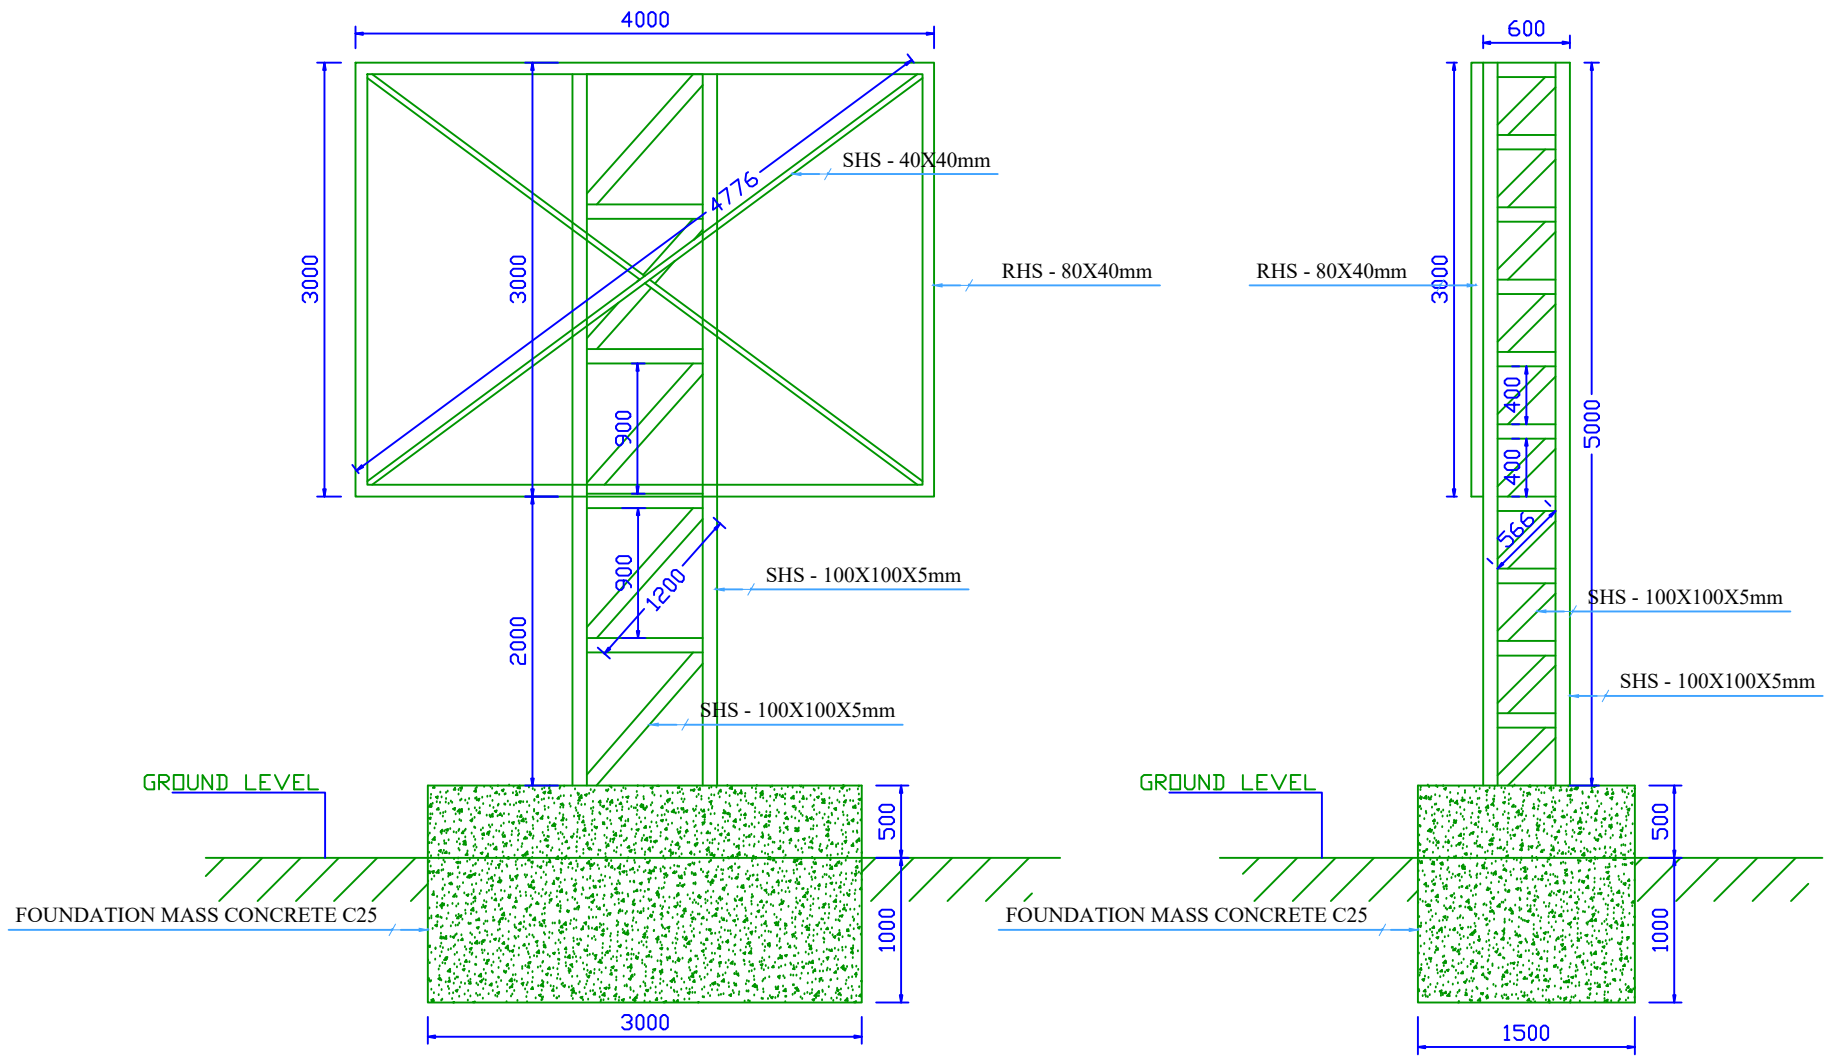 4000
600
SHS - 40X40mm
4776
3000
3000
RHS - 80X40mm
RHS - 80X40mm
3000
400
5000
900
400
566
900
1200
SHS - 100X100X5mm
SHS - 100X100X5mm
2000
SHS - 100X100X5mm
SHS - 100X100X5mm
GROUND LEVEL
GROUND LEVEL
500
500
FOUNDATION MASS CONCRETE C25
1000
FOUNDATION MASS CONCRETE C25
1000
3000
1500